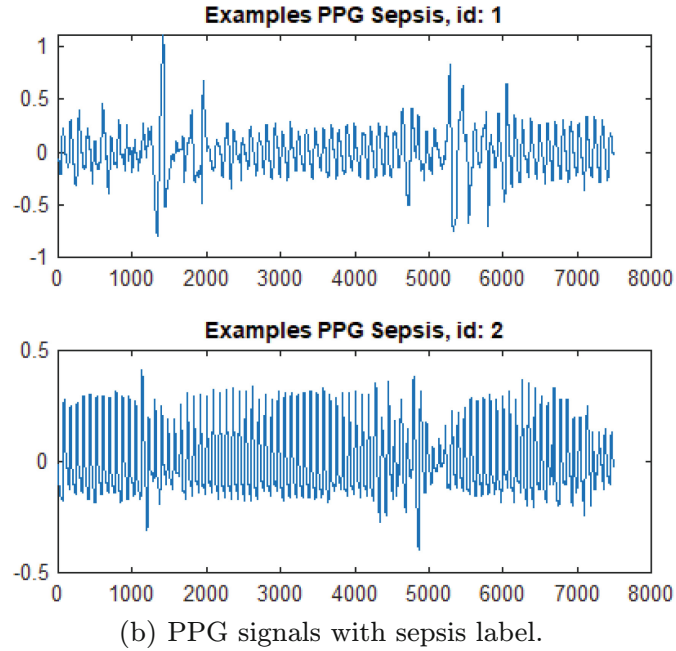 Examples PPG Sepsis, id: 1
1
0.5
0
-0.5
-1
0 1000 2000 3000 4000 5000 6000 7000 8000
Examples PPG Sepsis, id: 2
0.5
0
-0.5
0 1000 2000 3000 4000 5000 6000 7000 8000
(b) PPG signals with sepsis label.